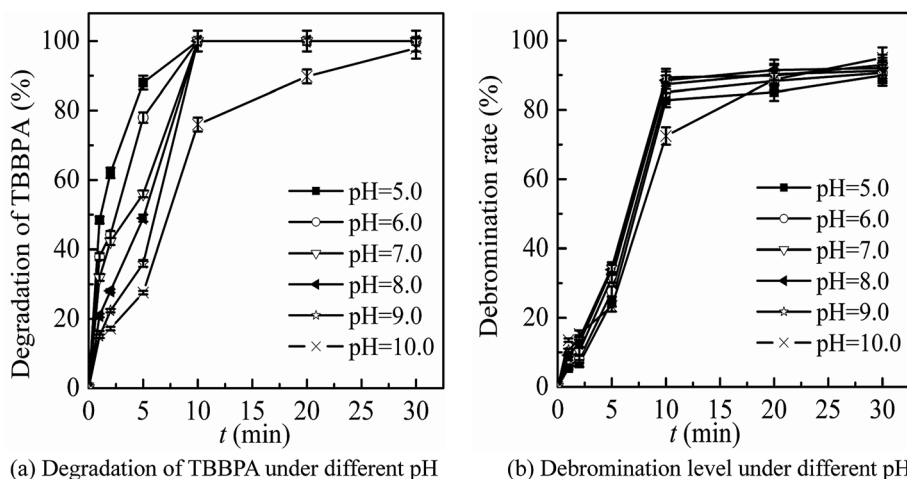 100
80
60
40
20
0
Degradation of TBBPA (%)
pH=5.0
pH=6.0
pH=7.0
pH=8.0
pH=9.0
pH=10.0
0 5 10 15 20 25 30
t (min)
(a) Degradation of TBBPA under different pH
100
80
60
40
20
0
Debromination rate (%)
pH=5.0
pH=6.0
pH=7.0
pH=8.0
pH=9.0
pH=10.0
0 5 10 15 20 25 30
t (min)
(b) Debromination level under different pH